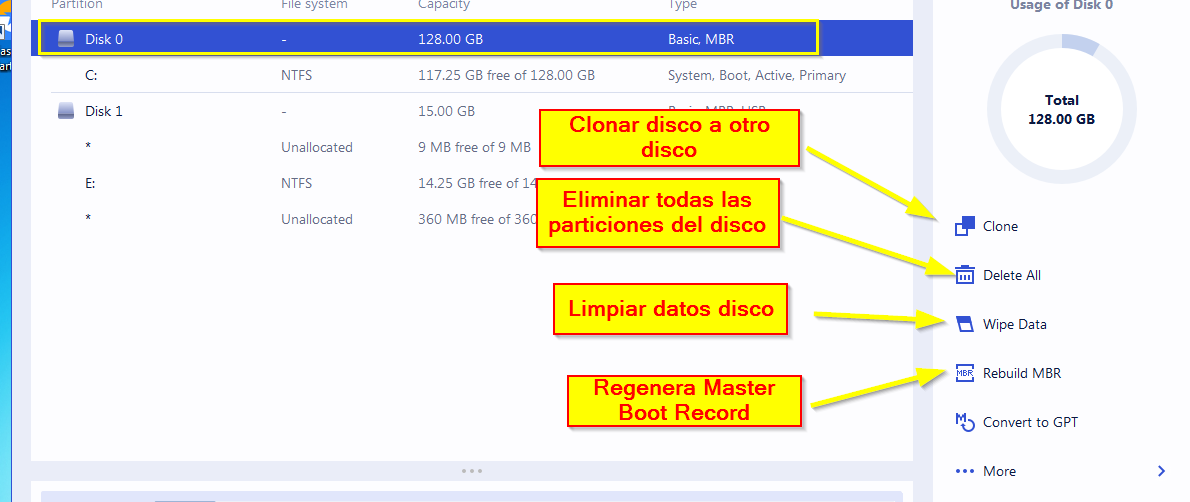 Partition File system Capacity Type Usage of Disk 0
Disk 0 - 128.00 GB Basic, MBR
C: NTFS 117.25 GB free of 128.00 GB System, Boot, Active, Primary
Total
128.00 GB
Disk 1 - 15.00 GB
* Unallocated 9 MB free of 9 MB
E: NTFS 14.25 GB free of
* Unallocated 360 MB free of 360
Clonar disco a otro
disco
Eliminar todas las
particiones del disco
Limpiar datos disco
Regenera Master
Boot Record
Clone
Delete All
Wipe Data
MBR Rebuild MBR
Convert to GPT
More